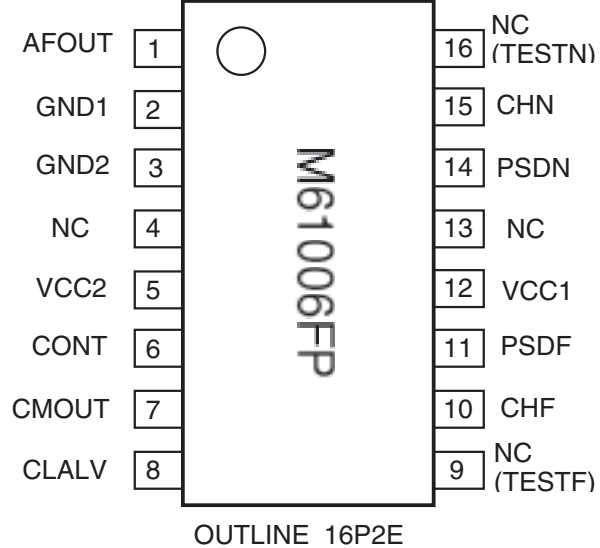 AFOUT 1
GND1 2
GND2 3
NC 4
VCC2 5
CONT 6
CMOUT 7
CLALV 8
M61006FP
16 NC
(TESTN)
15 CHN
14 PSDN
13 NC
12 VCC1
11 PSDF
10 CHF
9 NC
(TESTF)
OUTLINE 16P2E